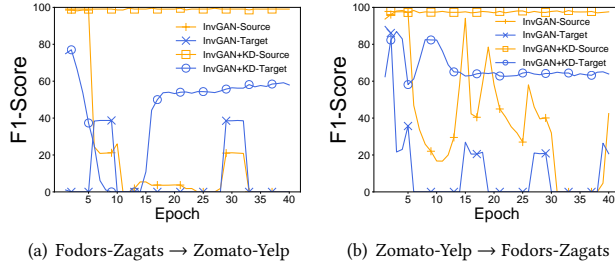 F1-Score
100
80
60
40
20
0
InvGAN-Source
InvGAN-Target
InvGAN+KD-Source
InvGAN+KD-Target
1 5 10 15 20 25 30 35 40
Epoch
(a) Fodors-Zagats → Zomato-Yelp
F1-Score
100
80
60
40
20
0
InvGAN-Source
InvGAN-Target
InvGAN+KD-Source
InvGAN+KD-Target
1 5 10 15 20 25 30 35 40
Epoch
(b) Zomato-Yelp → Fodors-Zagats